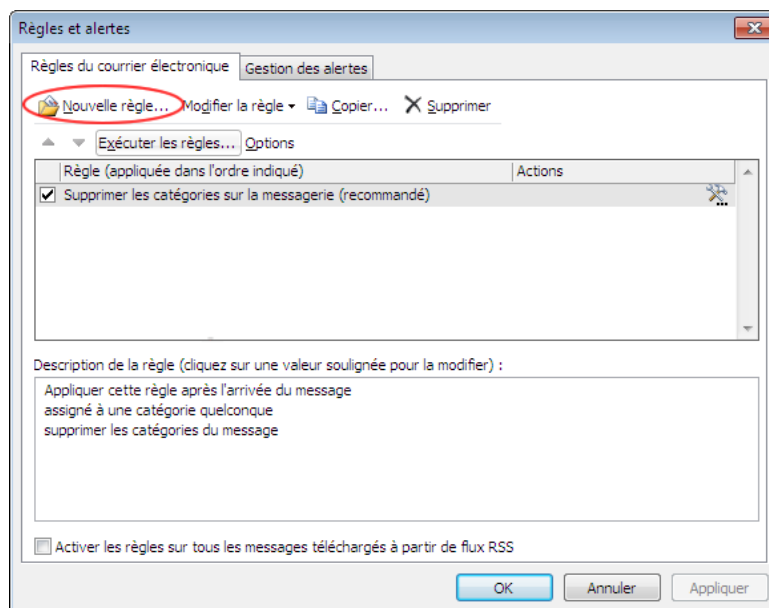 Règles et alertes
Règles du courrier électronique Gestion des alertes
Nouvelle règle... Modifier la règle Copier... Supprimer
Exécuter les règles... Options
Règle (appliquée dans l'ordre indiqué) Actions
Supprimer les catégories sur la messagerie (recommandé)
Description de la règle (cliquez sur une valeur soulignée pour la modifier) :
Appliquer cette règle après l'arrivée du message
assigné à une catégorie quelconque
supprimer les catégories du message
Activer les règles sur tous les messages téléchargés à partir de flux RSS
OK Annuler Appliquer